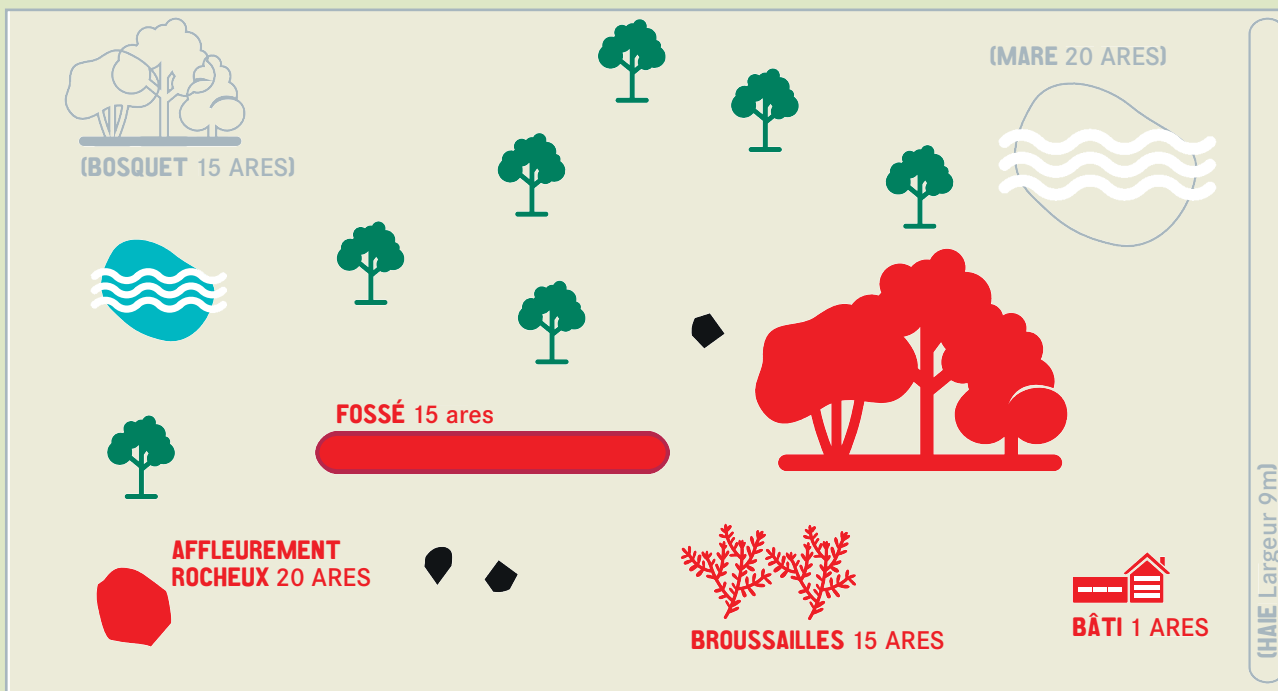 (MARE 20 ARES)
(BOSQUET 15 ARES)
FOSSÉ 15 ares
AFFLEUREMENT
ROCHEUX 20 ARES
BROUSSAILLES 15 ARES
BÂTI 1 ARES
(HAIE Largeur 9m)